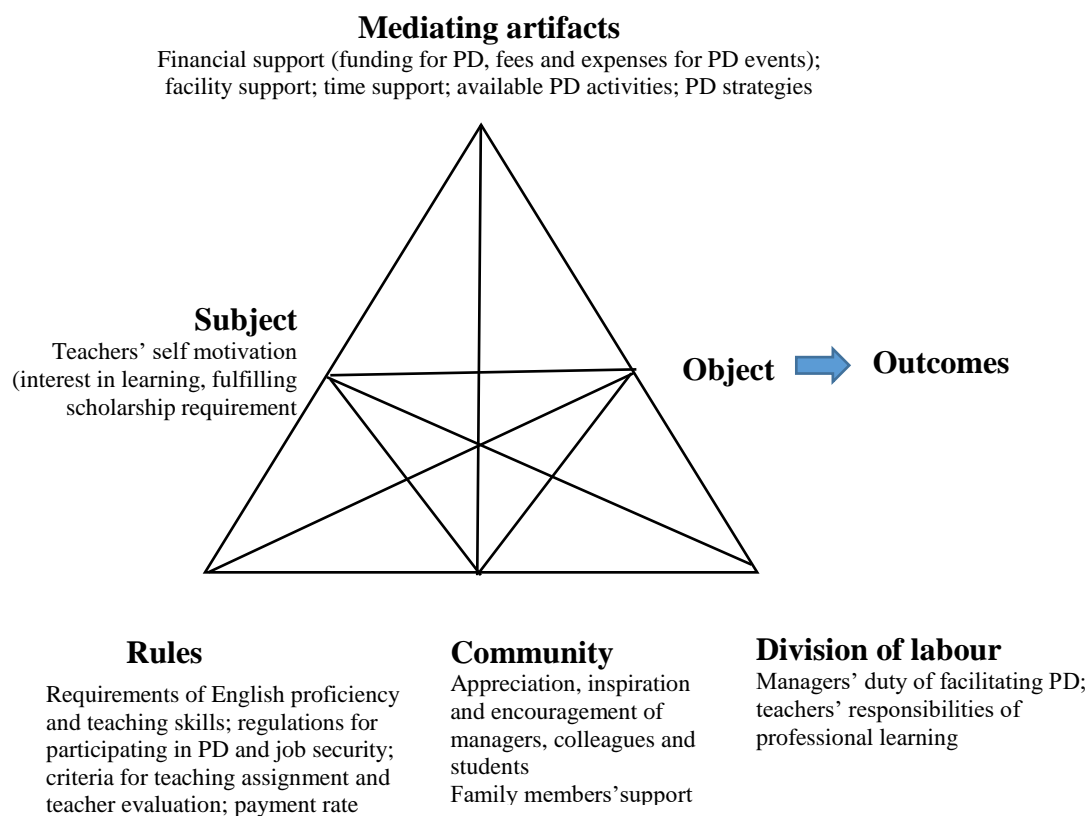 Mediating artifacts
Financial support (funding for PD, fees and expenses for PD events);
facility support; time support; available PD activities; PD strategies
Subject
Teachers’ self motivation
(interest in learning, fulfilling
scholarship requirement
Object
Outcomes
Rules
Requirements of English proficiency
and teaching skills; regulations for
participating in PD and job security;
criteria for teaching assignment and
teacher evaluation; payment rate
Community
Appreciation, inspiration
and encouragement of
managers, colleagues and
students
Family members’support
Division of labour
Managers’ duty of facilitating PD;
teachers’ responsibilities of
professional learning